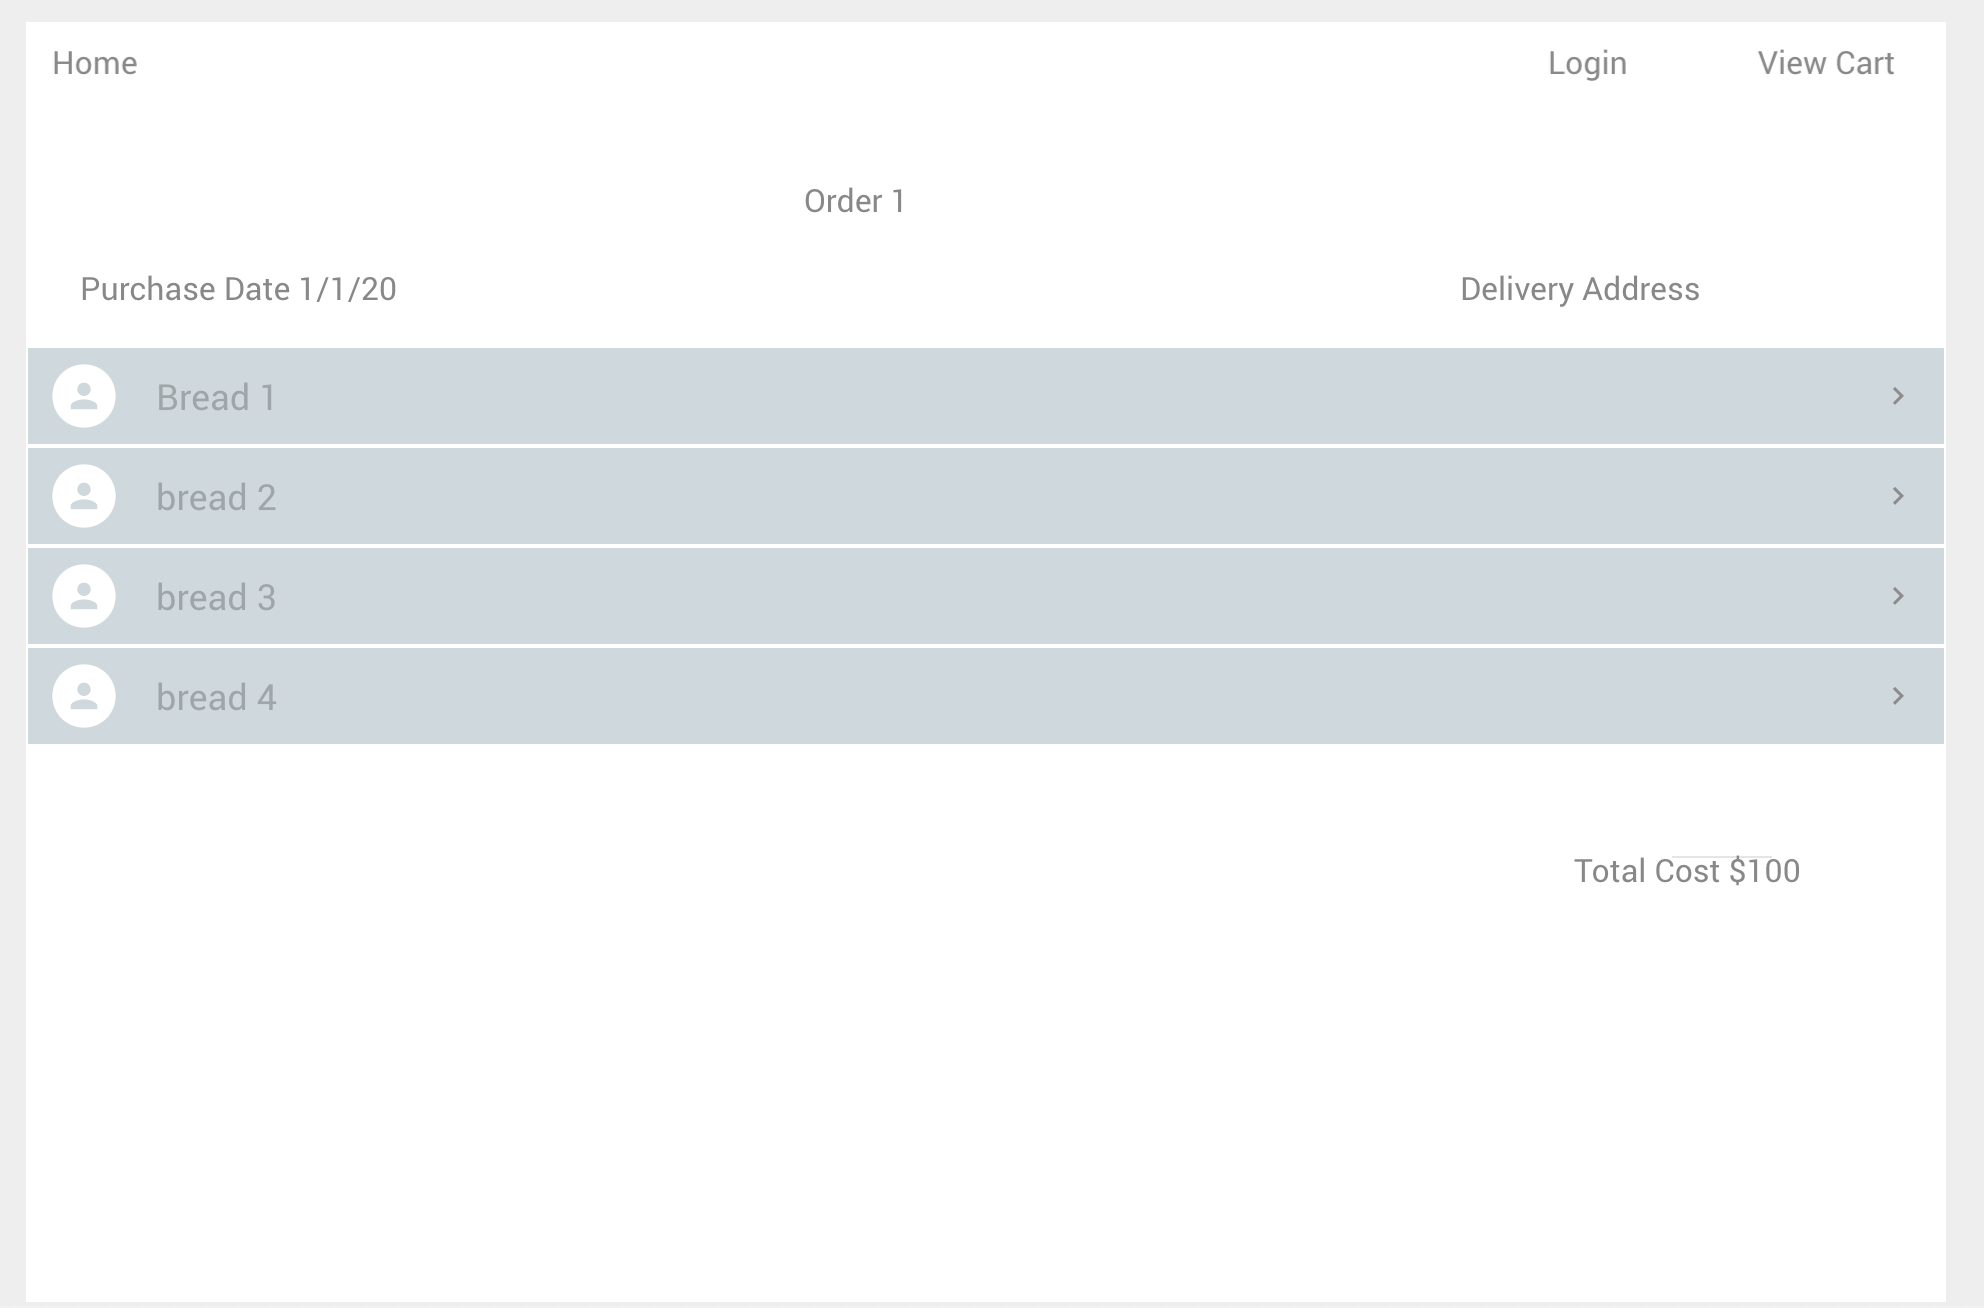 Home Login View Cart
Order 1
Purchase Date 1/1/20 Delivery Address
Bread 1
bread 2
bread 3
bread 4
Total Cost $100